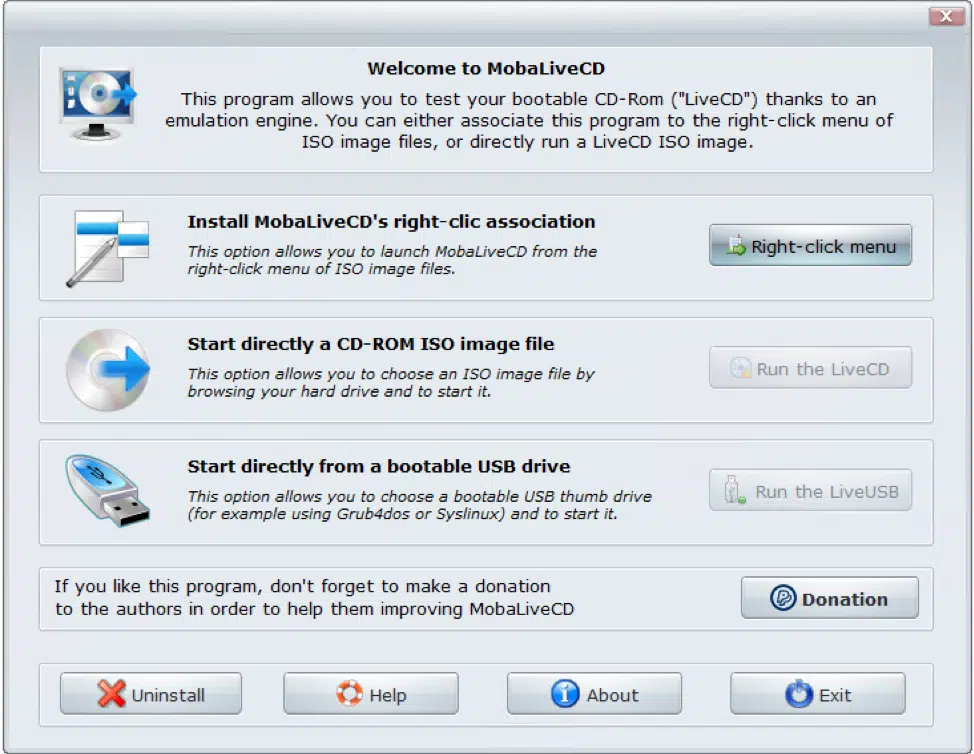 Welcome to MobaLiveCD
This program allows you to test your bootable CD-Rom ("LiveCD") thanks to an
emulation engine. You can either associate this program to the right-click menu of
ISO image files, or directly run a LiveCD ISO image.
Install MobaLiveCD's right-clic association
This option allows you to launch MobaLiveCD from the
right-click menu of ISO image files.
Right-click menu
Start directly a CD-ROM ISO image file
This option allows you to choose an ISO image file by
browsing your hard drive and to start it.
Run the LiveCD
Start directly from a bootable USB drive
This option allows you to choose a bootable USB thumb drive
(for example using Grub4dos or Syslinux) and to start it.
Run the LiveUSB
If you like this program, don't forget to make a donation
to the authors in order to help them improving MobaLiveCD
Donation
Uninstall
Help
About
Exit